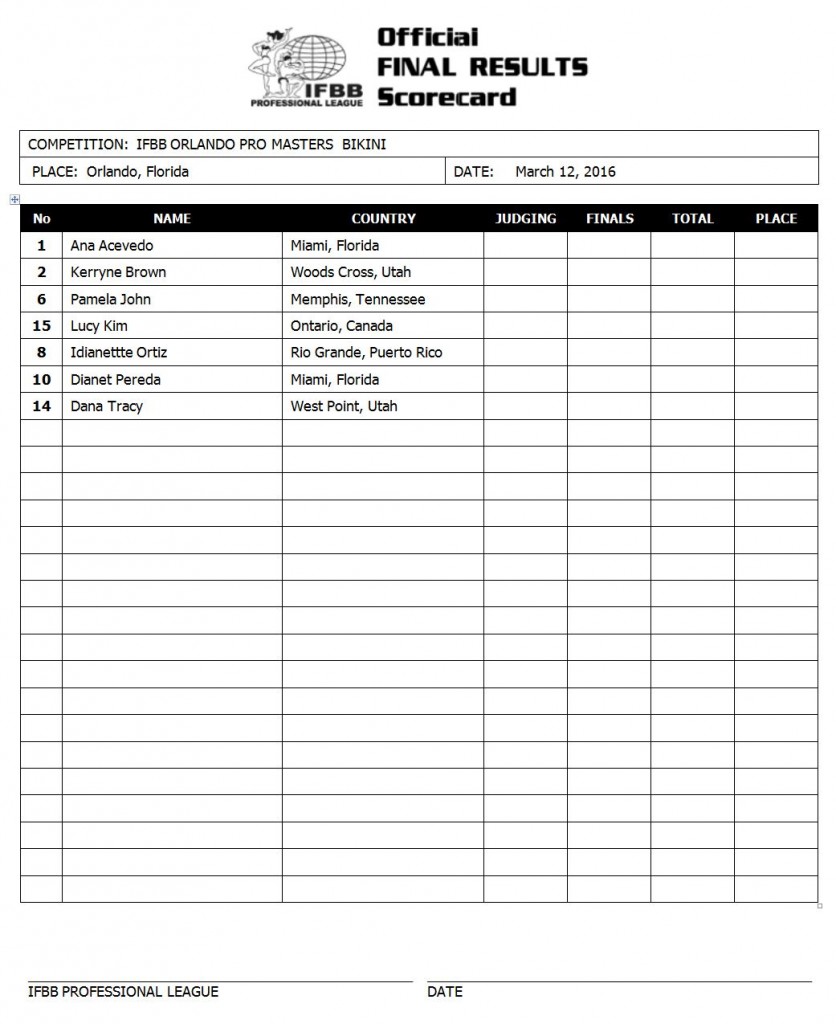 Official
FINAL RESULTS
Scorecard
IFBB
PROFESSIONAL LEAGUE
COMPETITION: IFBB ORLANDO PRO MASTERS BIKINI
PLACE: Orlando, Florida DATE: March 12, 2016
No NAME COUNTRY JUDGING FINALS TOTAL PLACE
1 Ana Acevedo Miami, Florida
2 Kerryne Brown Woods Cross, Utah
6 Pamela John Memphis, Tennessee
15 Lucy Kim Ontario, Canada
8 Idianettte Ortiz Rio Grande, Puerto Rico
10 Dianet Pereda Miami, Florida
14 Dana Tracy West Point, Utah
IFBB PROFESSIONAL LEAGUE DATE